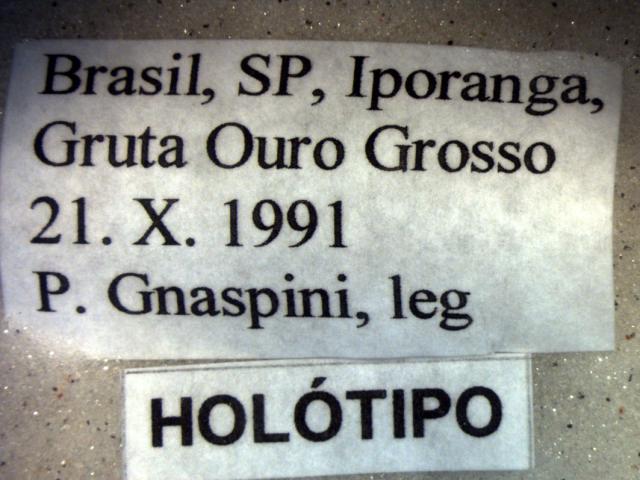 Brasil, SP, Iporanga,
Gruta Ouro Grosso
21. X. 1991
P. Gnaspini, leg
HOLÓTIPO